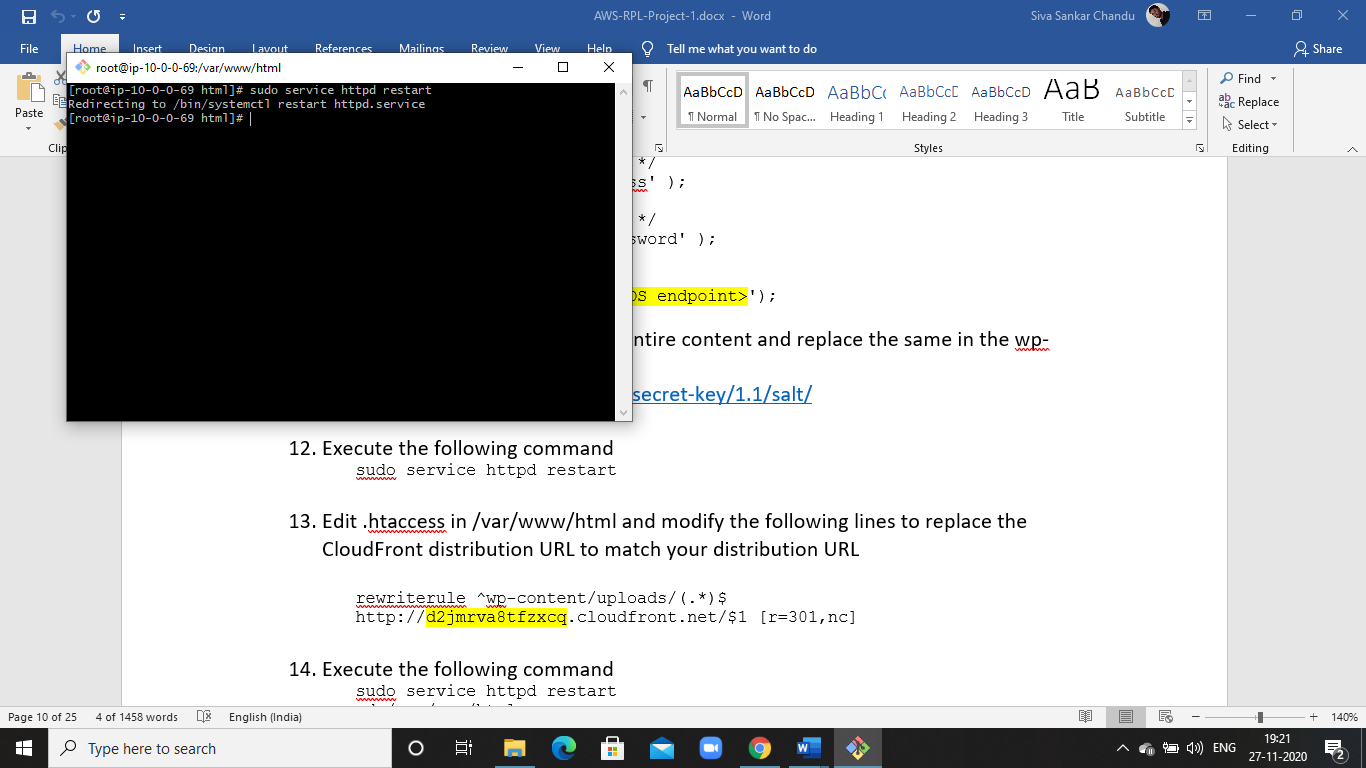 AWS-RPL-Project-1.docx - Word
Siva Sankar Chandu
File Home Insert Design Layout References Mailings Review View Help Tell me what you want to do Share
root@ip-10-0-0-69:/var/www/html
[root@ip-10-0-0-69 html]# sudo service httpd restart
Redirecting to /bin/systemctl restart httpd.service
[root@ip-10-0-0-69 html]#
Paste
Clip
AaBbCcD AaBbCcD AaBbCc AaBbCcD AaBbCcD AaB AaBbCcD
¶ Normal ¶ No Spac... Heading 1 Heading 2 Heading 3 Title Subtitle
Styles
Find
Replace
Select
Editing
*/
ss' );
*/
sword' );
OS endpoint>');
ntire content and replace the same in the wp-
secret-key/1.1/salt/
12. Execute the following command
sudo service httpd restart
13. Edit .htaccess in /var/www/html and modify the following lines to replace the
CloudFront distribution URL to match your distribution URL
rewriterule ^wp-content/uploads/(.*)$
http://d2jmrva8tfzxcq.cloudfront.net/$1 [r=301,nc]
14. Execute the following command
sudo service httpd restart
Page 10 of 25 4 of 1458 words English (India) 140%
Type here to search
ENG
19:21
27-11-2020
2